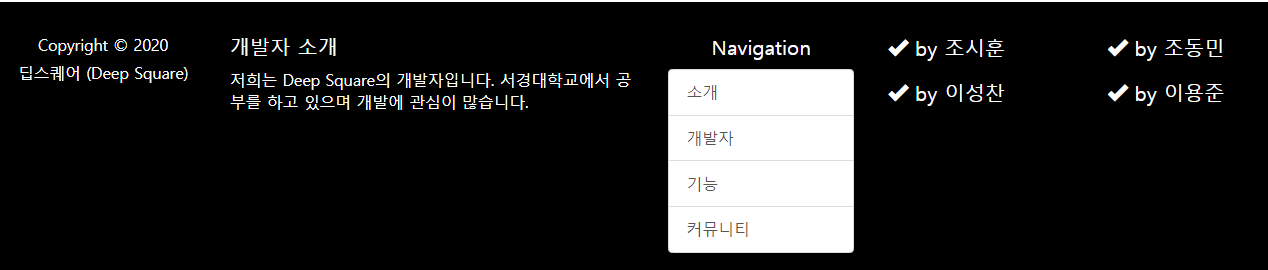 Copyright © 2020
딥스퀘어 (Deep Square)
개발자 소개
저희는 Deep Square의 개발자입니다. 서경대학교에서 공
부를 하고 있으며 개발에 관심이 많습니다.
Navigation
소개
개발자
기능
커뮤니티
✔ by 조시훈
✔ by 이성찬
✔ by 조동민
✔ by 이용준